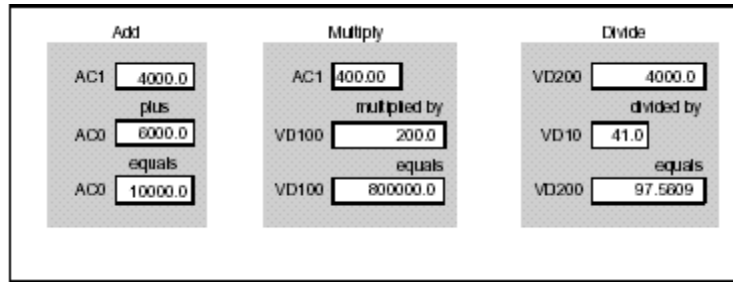 Add
AC1 4000.0
plus
AC0 6000.0
equals
AC0 10000.0
Multiply
AC1 400.00
multiplied by
VD100 200.0
equals
VD100 800000.0
Divide
VD200 4000.0
divided by
VD10 41.0
equals
VD200 97.5609